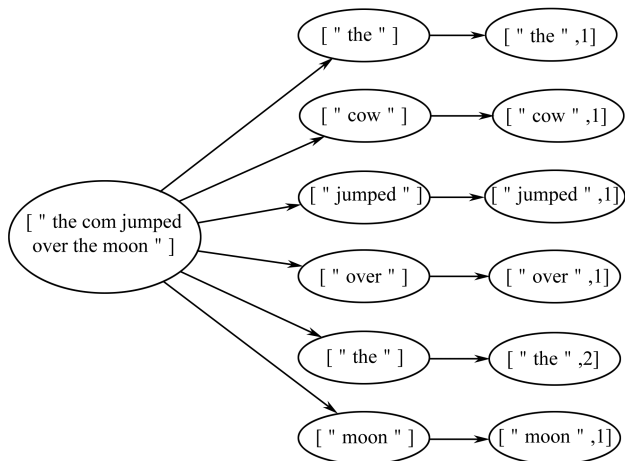 [ " the " ]
[ " the " ,1]
[ " cow " ]
[ " cow " ,1]
[ " the com jumped
over the moon " ]
[ " jumped " ]
[ " jumped " ,1]
[ " over " ]
[ " over " ,1]
[ " the " ]
[ " the " ,2]
[ " moon " ]
[ " moon " ,1]